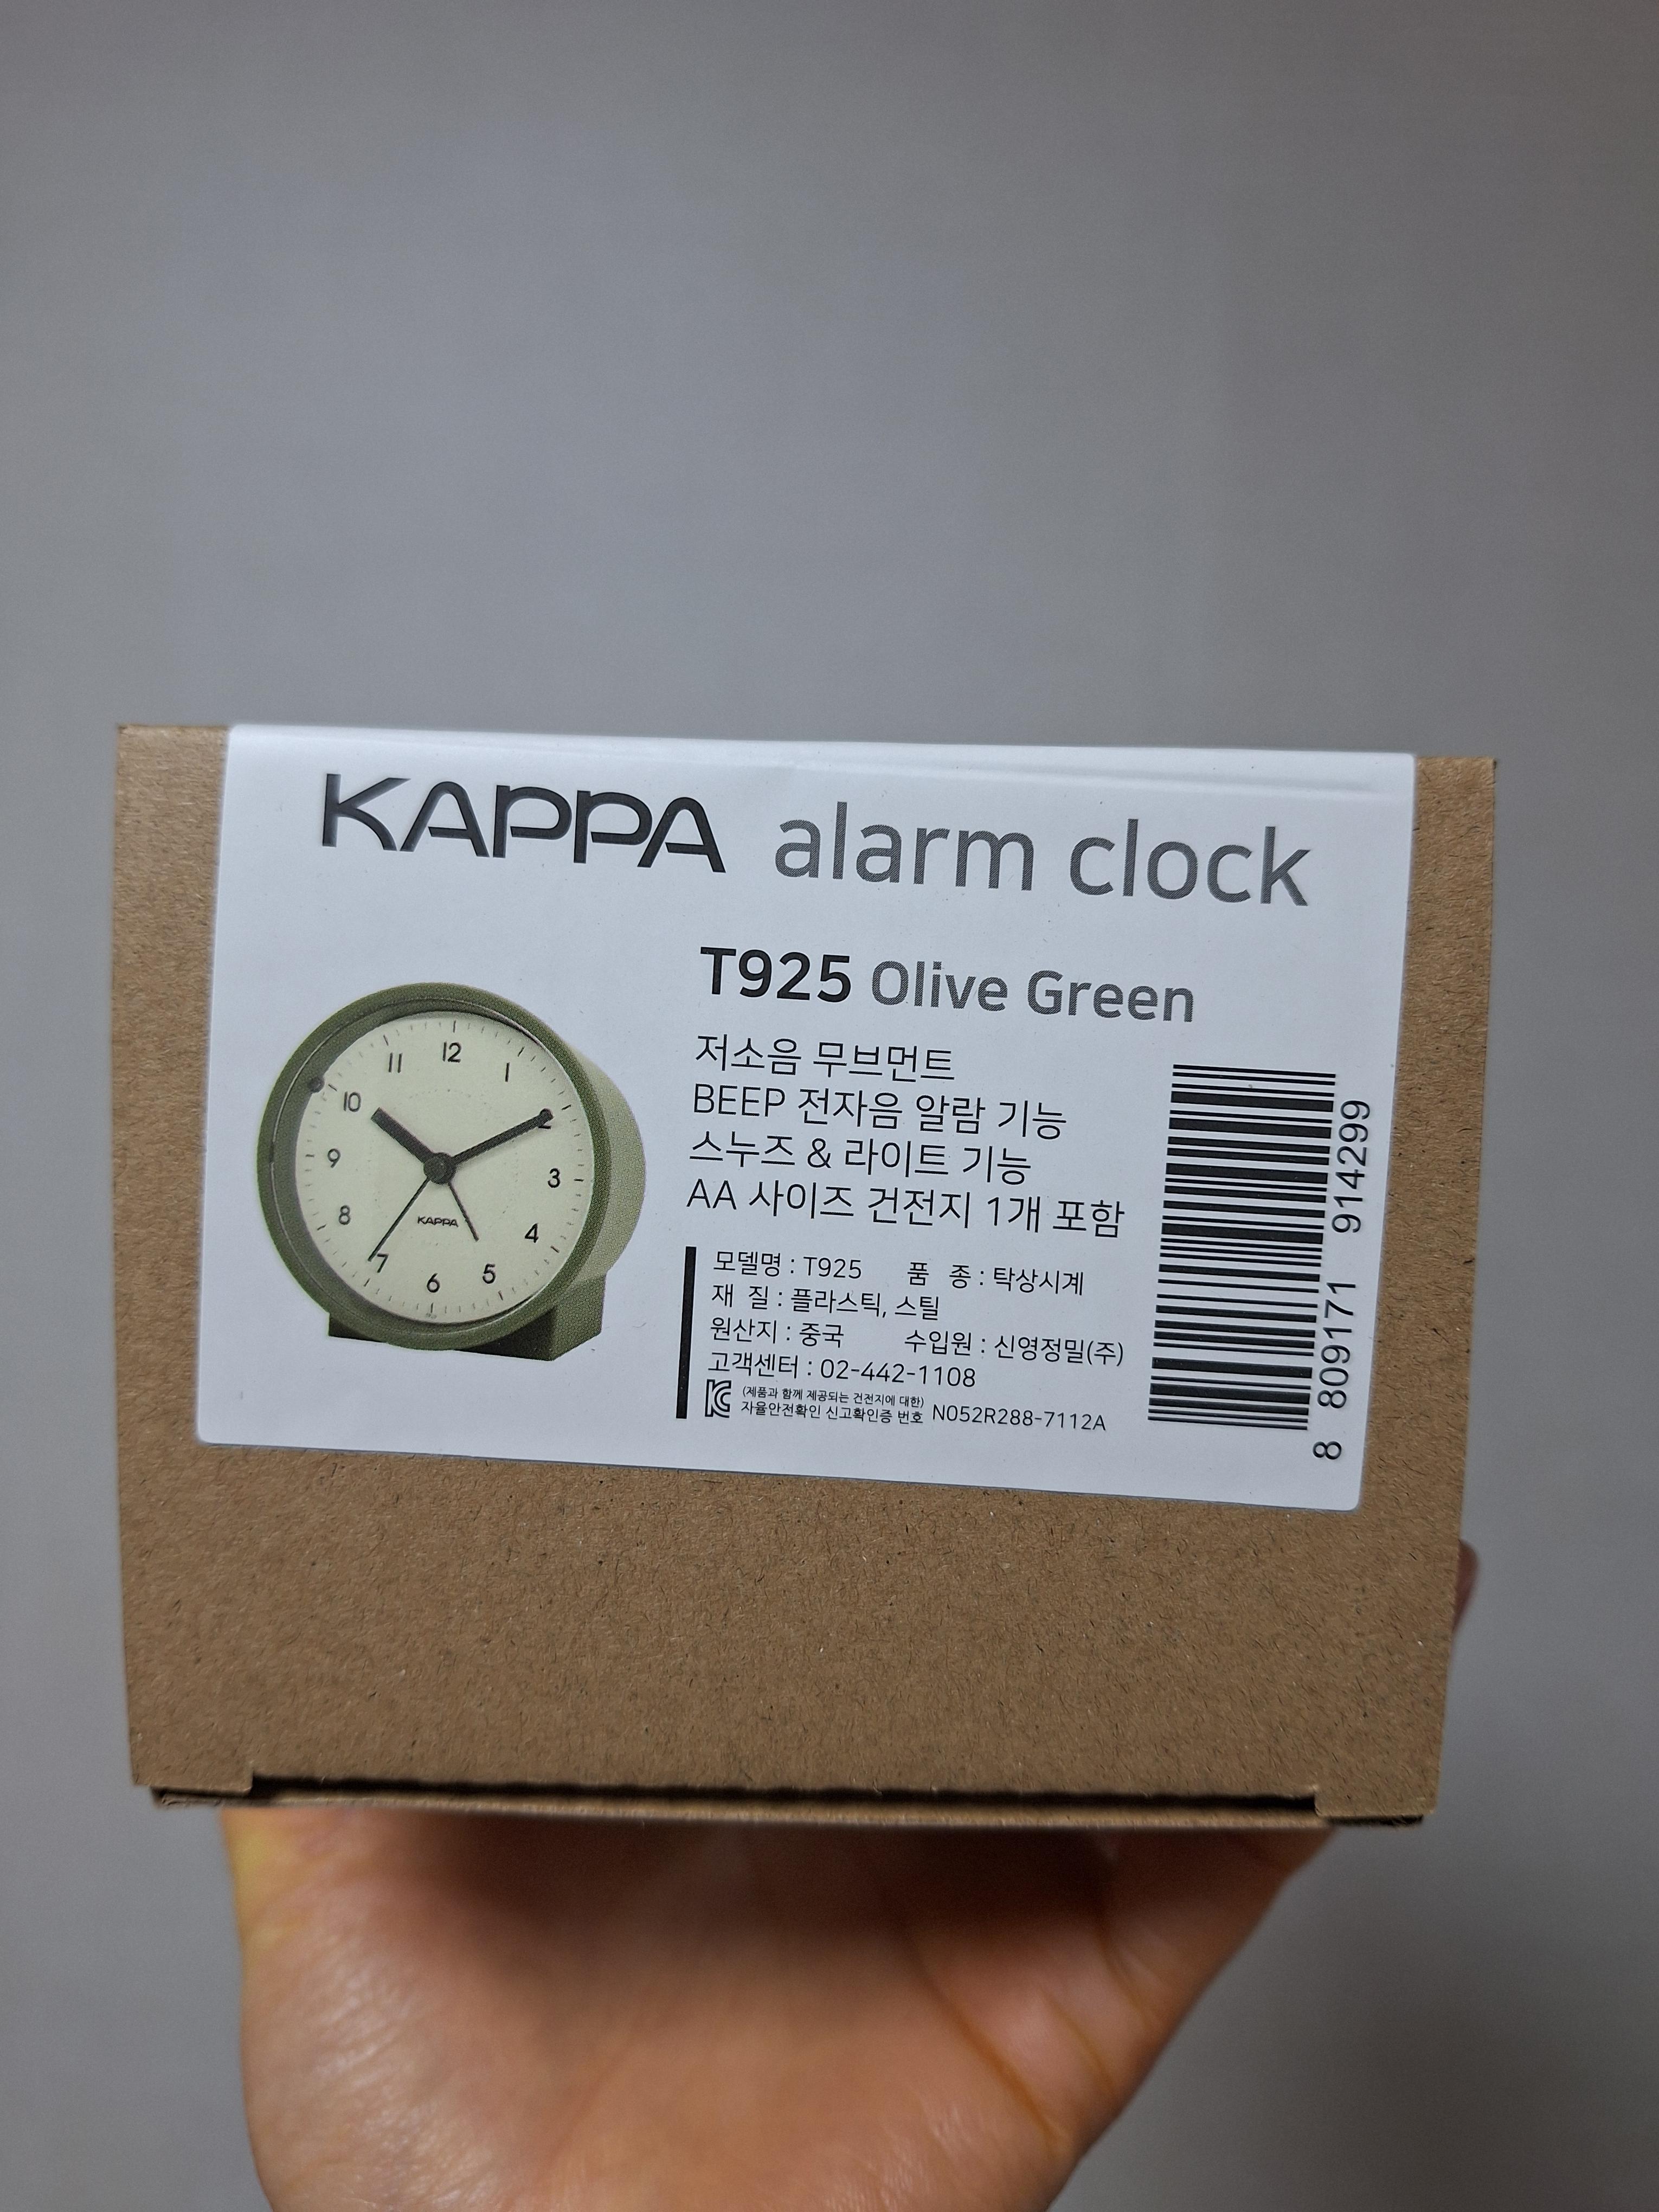 KAPPA alarm clock
T925 Olive Green
저소음 무브먼트
BEEP 전자음 알람 기능
스누즈 & 라이트 기능
AA 사이즈 건전지 1개 포함
모델명 : T925 품 종 : 탁상시계
재 질 : 플라스틱, 스틸
원산지 : 중국 수입원 : 신영정밀(주)
고객센터 : 02-442-1108
(제품과 함께 제공되는 건전지에 대한)
자율안전확인 신고확인증 번호 N052R288-7112A
8 809171 914299
12
11 1
10 2
9 3
KAPPA
8 4
7 5
6